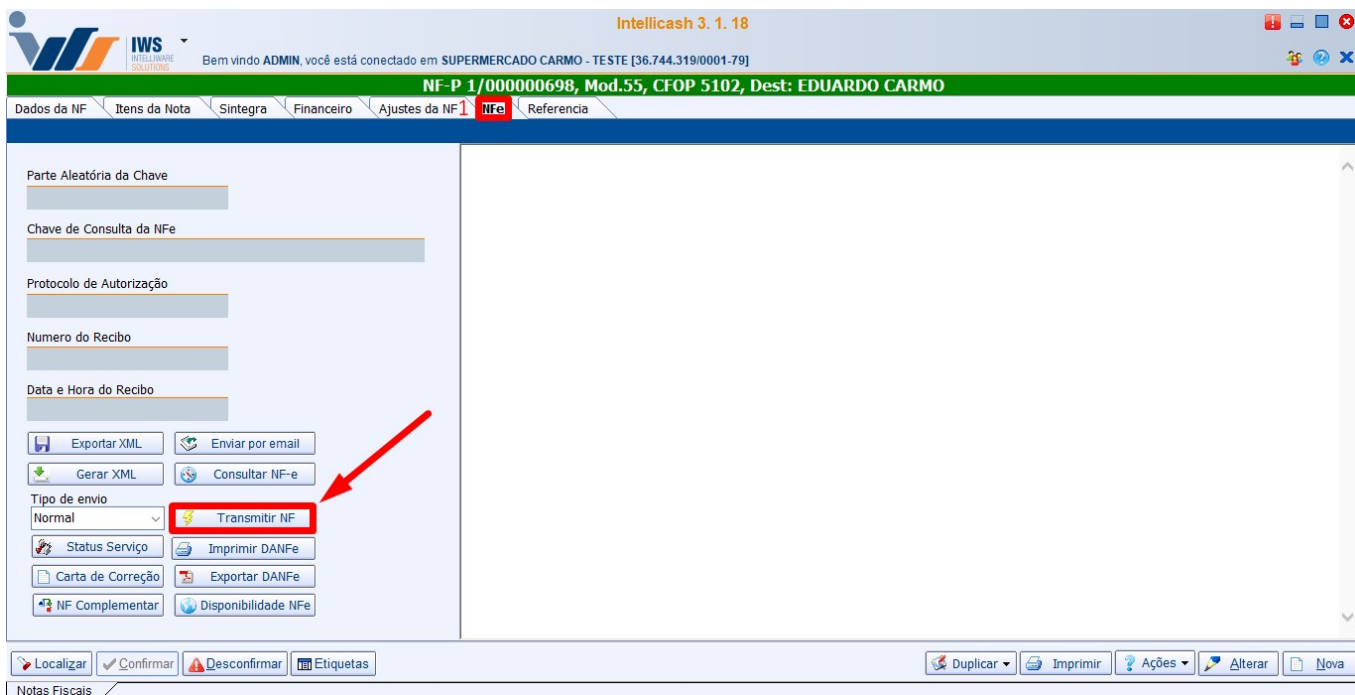 Intellicash 3. 1. 18
IWS
INTELLIWARE
SOLUTIONS
Bem vindo ADMIN, você está conectado em SUPERMERCADO CARMO - TESTE [36.744.319/0001-79]
NF-P 1/000000698, Mod.55, CFOP 5102, Dest: EDUARDO CARMO
Dados da NF Itens da Nota Sintegra Financeiro Ajustes da NF 1 NFe Referencia
Parte Aleatória da Chave
Chave de Consulta da NFe
Protocolo de Autorização
Numero do Recibo
Data e Hora do Recibo
Exportar XML Enviar por email
Gerar XML Consultar NF-e
Tipo de envio
Normal Transmitir NF
Status Serviço Imprimir DANFe
Carta de Correção Exportar DANFe
NF Complementar Disponibilidade NFe
Localizar Confirmar Desconfirmar Etiquetas Duplicar Imprimir Ações Alterar Nova
Notas Fiscais